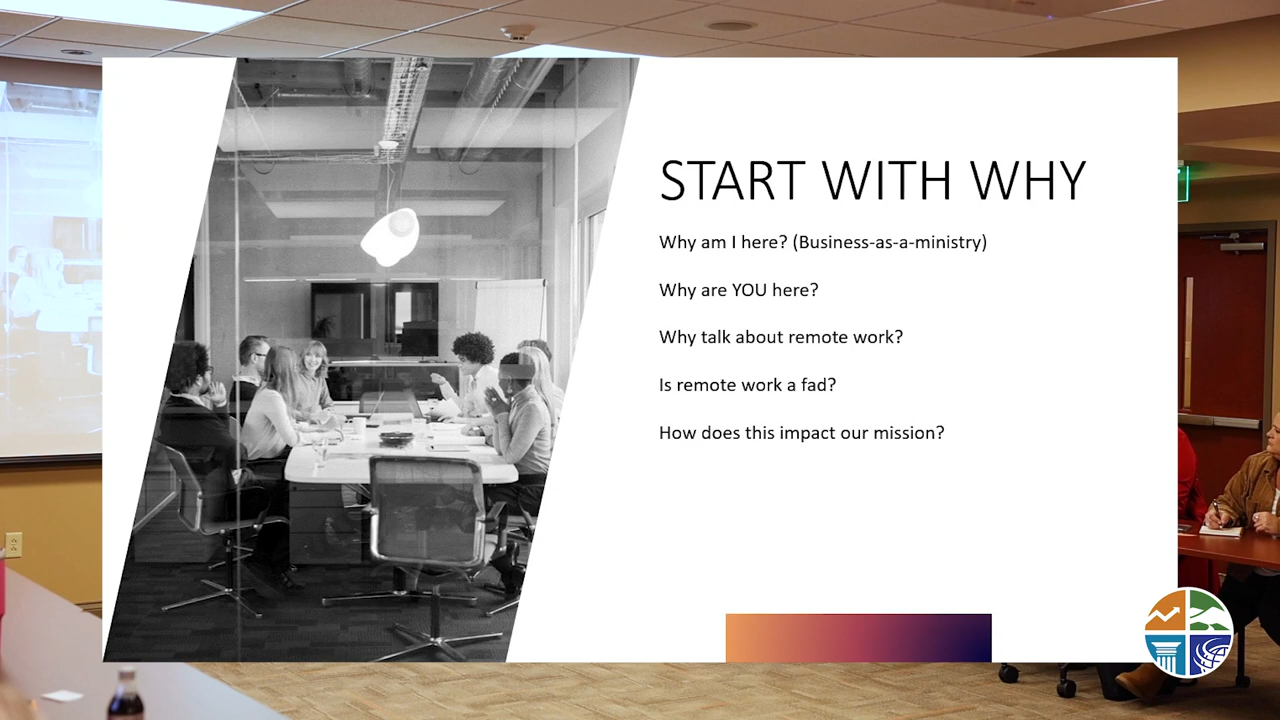 START WITH WHY
Why am I here? (Business-as-a-ministry)
Why are YOU here?
Why talk about remote work?
Is remote work a fad?
How does this impact our mission?